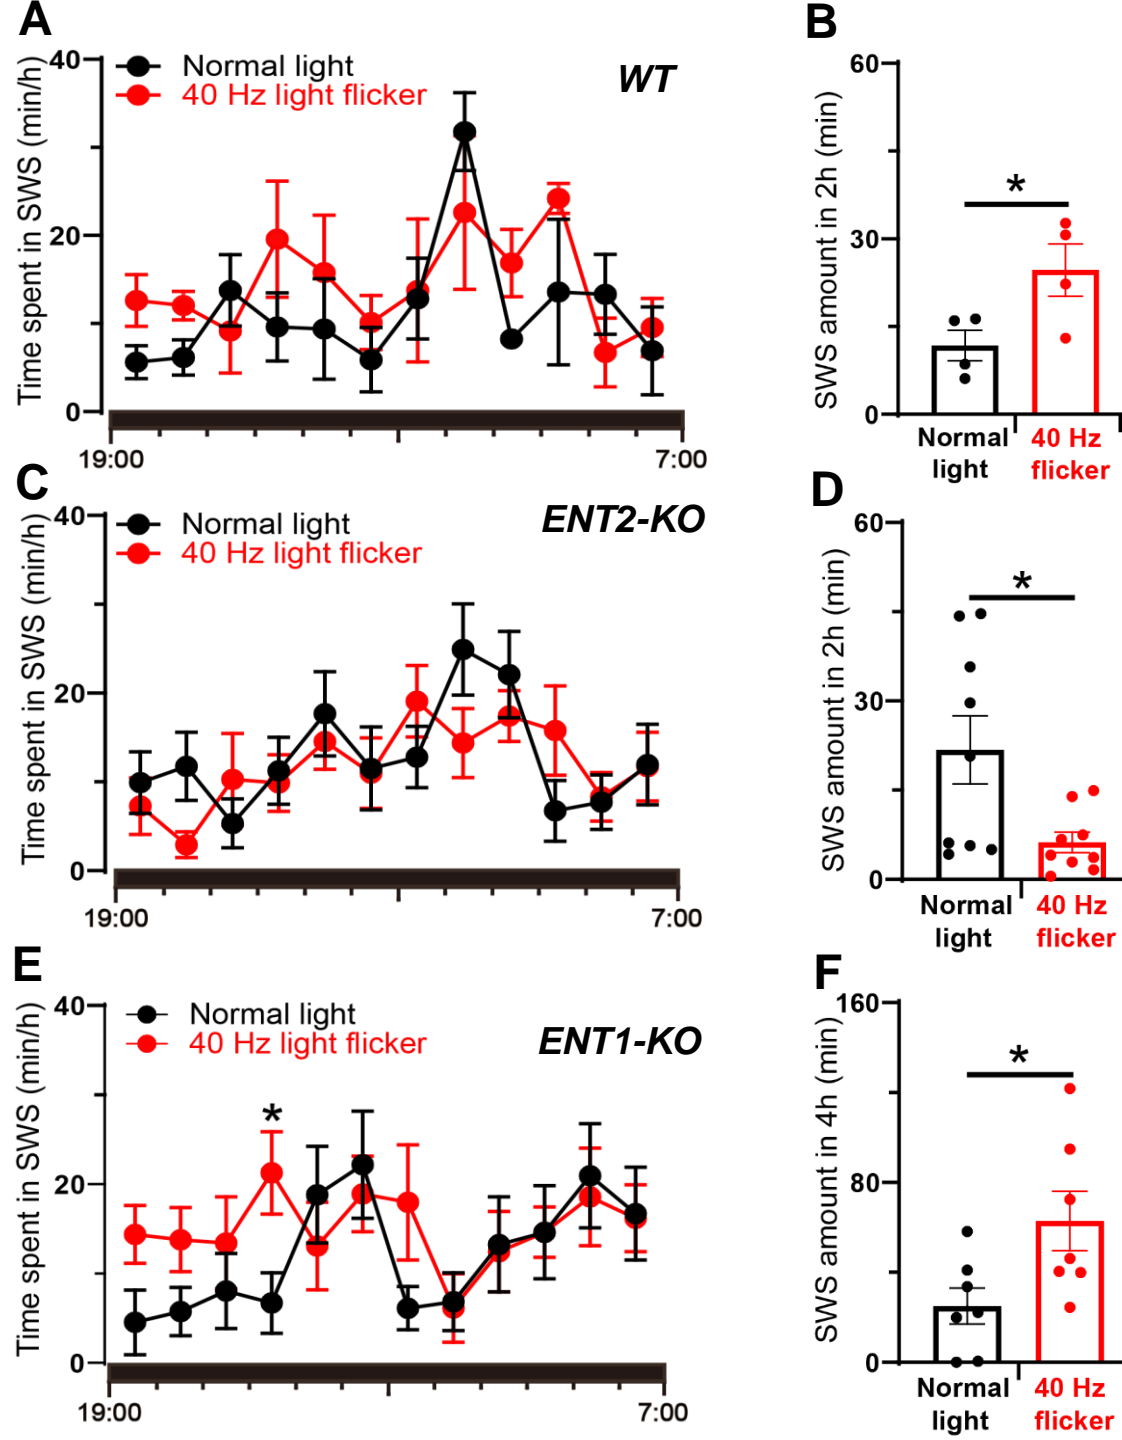 A
Time spent in SWS (min/h)
40
20
0
Normal light
40 Hz light flicker
WT
19:00
7:00
B
SWS amount in 2h (min)
60
30
0
*
Normal light
40 Hz flicker
C
Time spent in SWS (min/h)
40
20
0
Normal light
40 Hz light flicker
ENT2-KO
19:00
7:00
D
SWS amount in 2h (min)
60
30
0
*
Normal light
40 Hz flicker
E
Time spent in SWS (min/h)
40
20
0
Normal light
40 Hz light flicker
ENT1-KO
*
19:00
7:00
F
SWS amount in 4h (min)
160
80
0
*
Normal light
40 Hz flicker